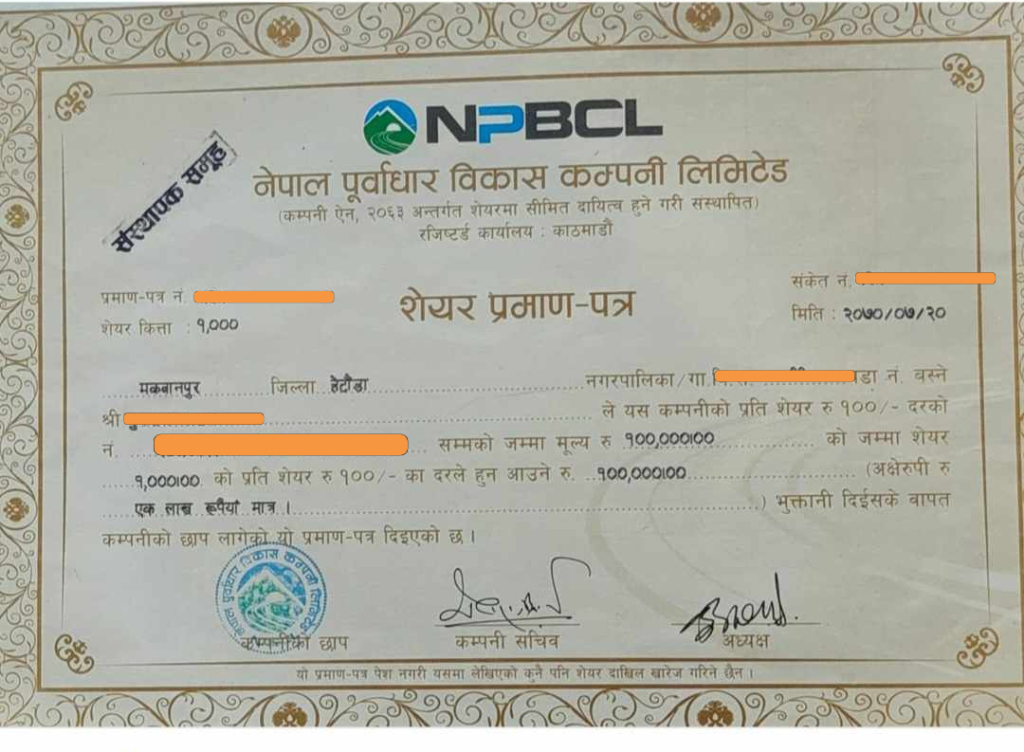 NPBCL
नेपाल पूर्वाधार विकास कम्पनी लिमिटेड
(कम्पनी ऐन, २०६३ अन्तर्गत शेयरमा सीमित दायित्व हुने गरी संस्थापित)
रजिष्टर्ड कार्यालय : काठमाडौं
संस्थापक समूह
प्रमाण-पत्र नं.
संकेत नं.
शेयर प्रमाण-पत्र
शेयर कित्ता : १,०००
मिति : २०७०/०७/२०
मकवानपुर जिल्ला हेटौडा नगरपालिका/गा. वडा नं. वस्ने
श्री ले यस कम्पनीको प्रति शेयर रु १००/- दरको
नं. सम्मको जम्मा मूल्य रु १००,०००।०० को जम्मा शेयर
१,०००।०० को प्रति शेयर रु १००/- का दरले हुन आउने रु. १००,०००।०० (अक्षेरुपी रु
एक लाख रूपैयाँ मात्र । ) भुक्तानी दिईसके वापत
कम्पनीको छाप लागेको यो प्रमाण-पत्र दिइएको छ ।
नेपाल पूर्वाधार विकास कम्पनी लिमिटेड
कम्पनीको छाप
कम्पनी सचिव
अध्यक्ष
यो प्रमाण-पत्र पेश नगरी यसमा लेखिएको कुनै पनि शेयर दाखिल खारेज गरिने छैन ।